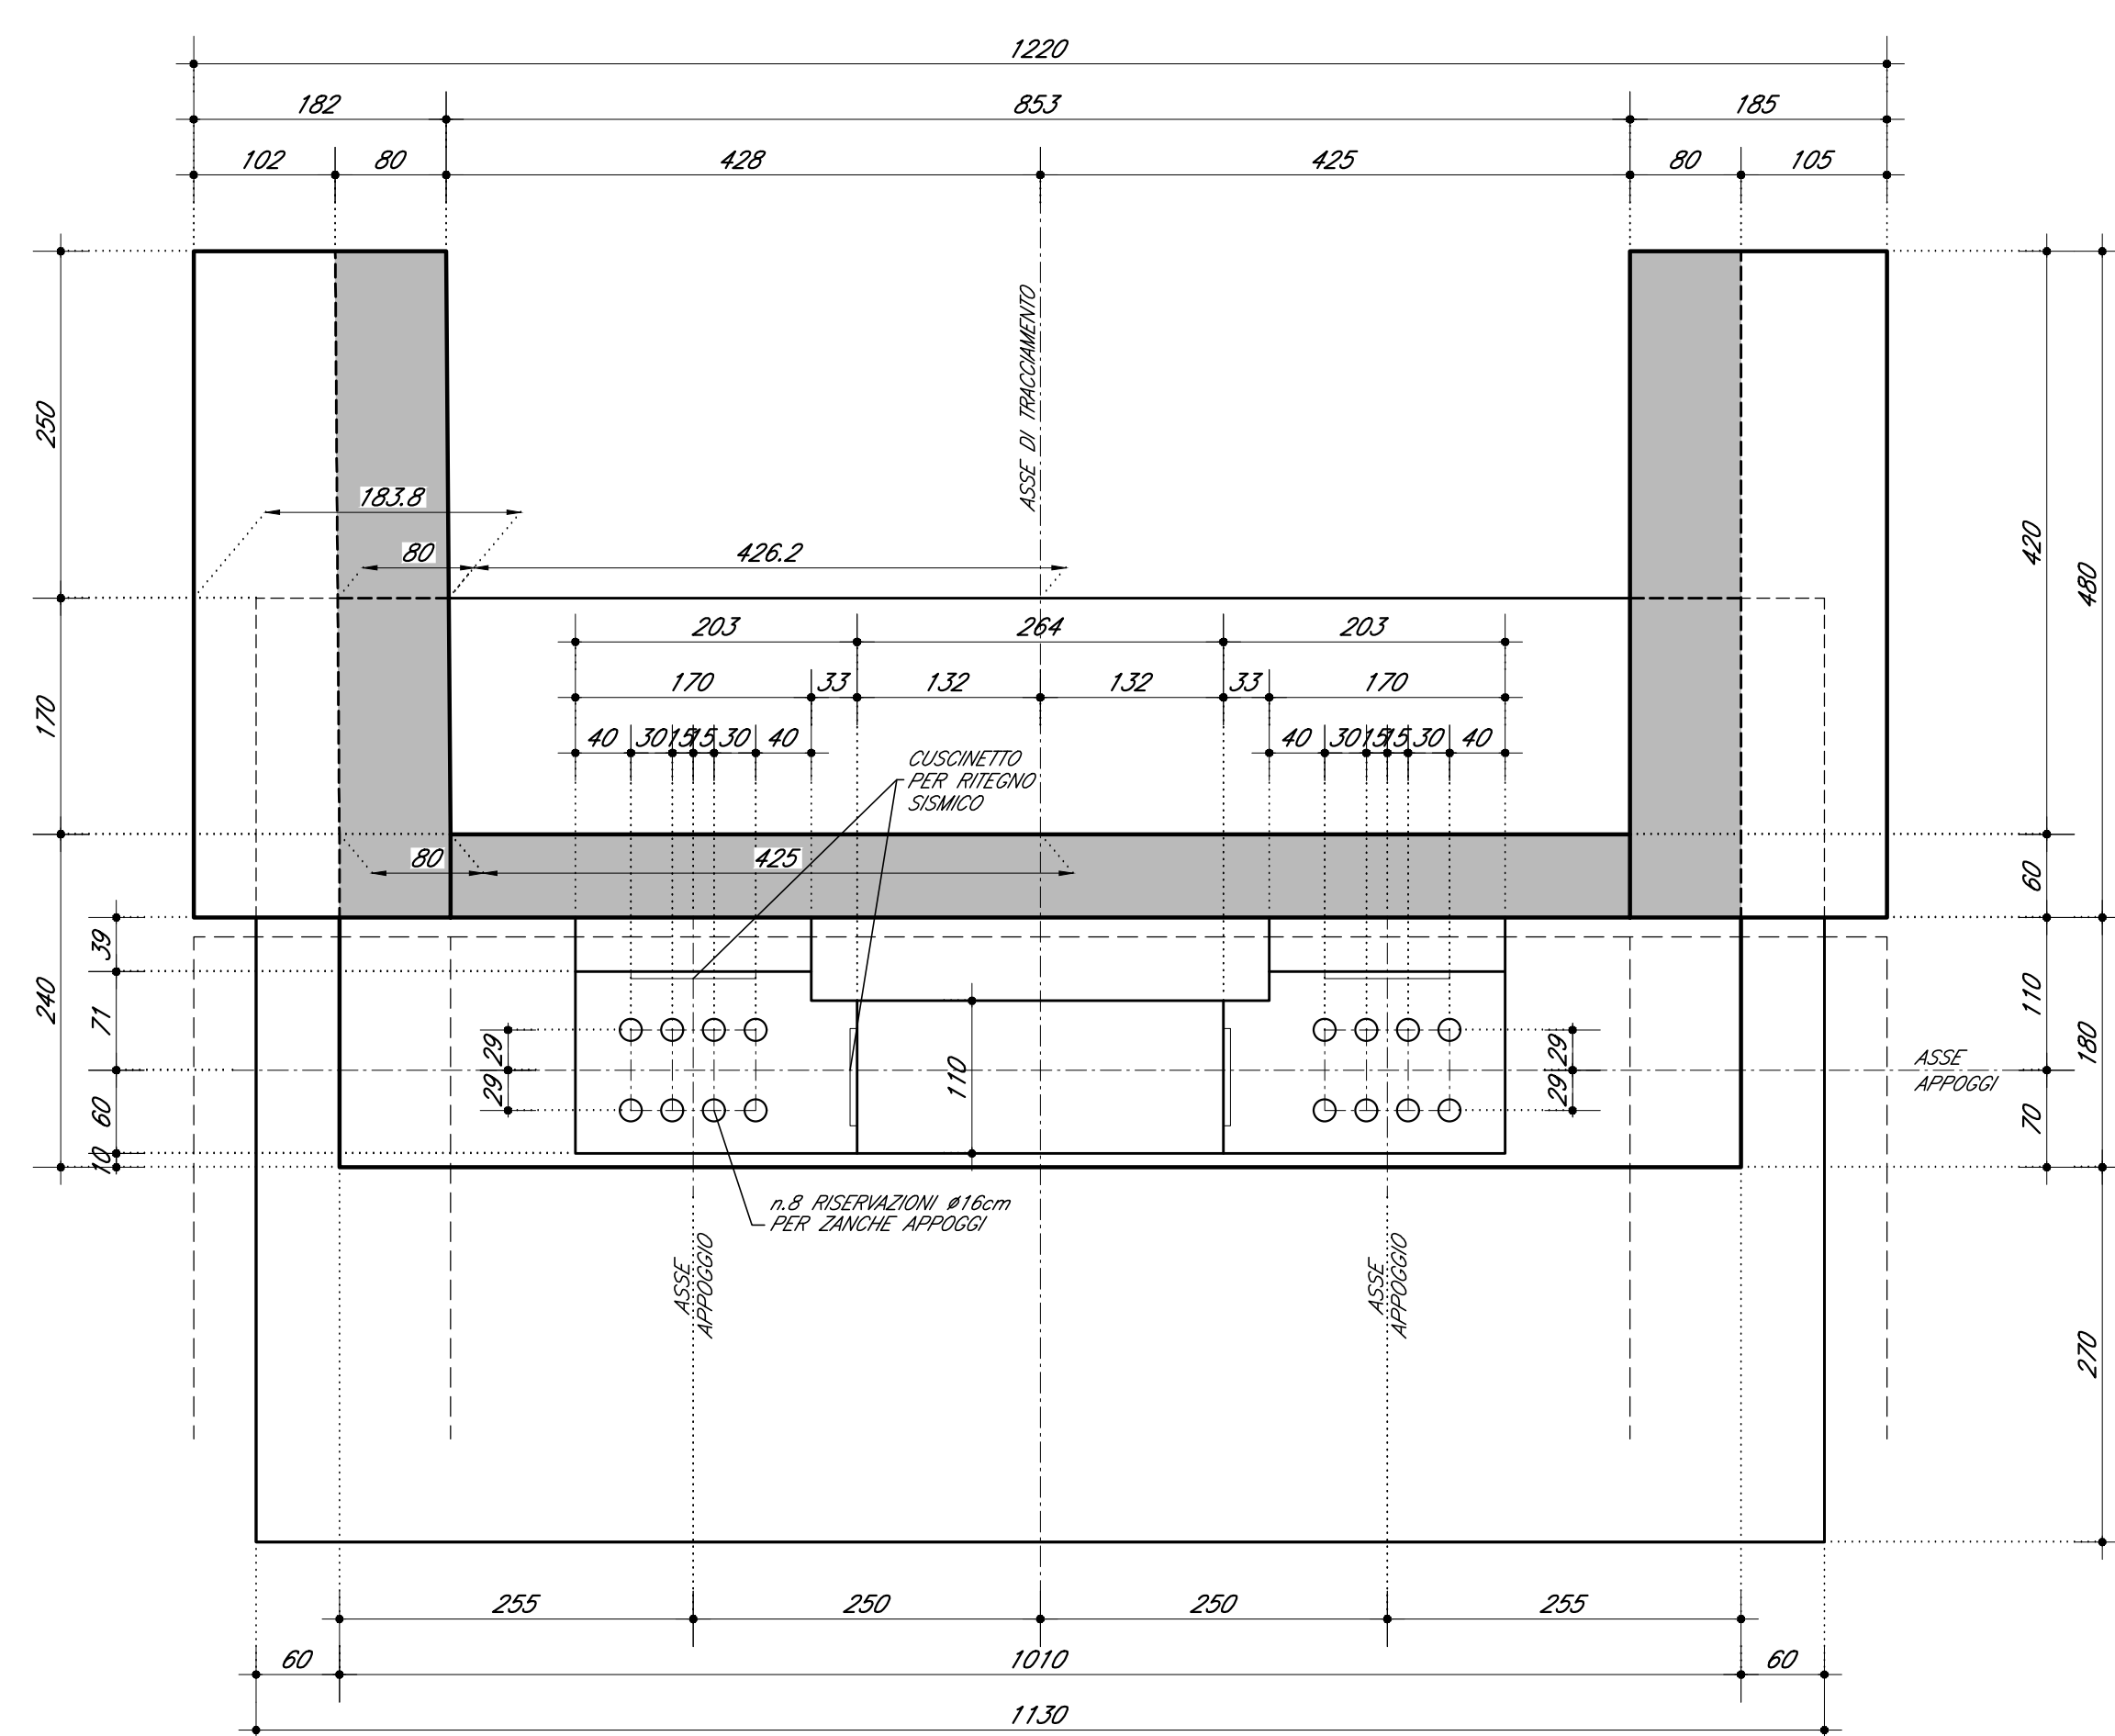 1220
182 853 185
102 80 428 425 80 105
ASSE DI TRACCIAMENTO
250
183.8
80 426.2
420
480
203 264 203
170 33 132 132 33 170
40 30 15 15 30 40 40 30 15 15 30 40
170
CUSCINETTO
PER RITEGNO
SISMICO
80 425
60
39
240
71
60
10
29
29
110
29
29
110
180
70
ASSE
APPOGGI
n.8 RISERVAZIONI ø16cm
PER ZANCHE APPOGGI
ASSE
APPOGGIO
ASSE
APPOGGIO
270
255 250 250 255
60 1010 60
1130